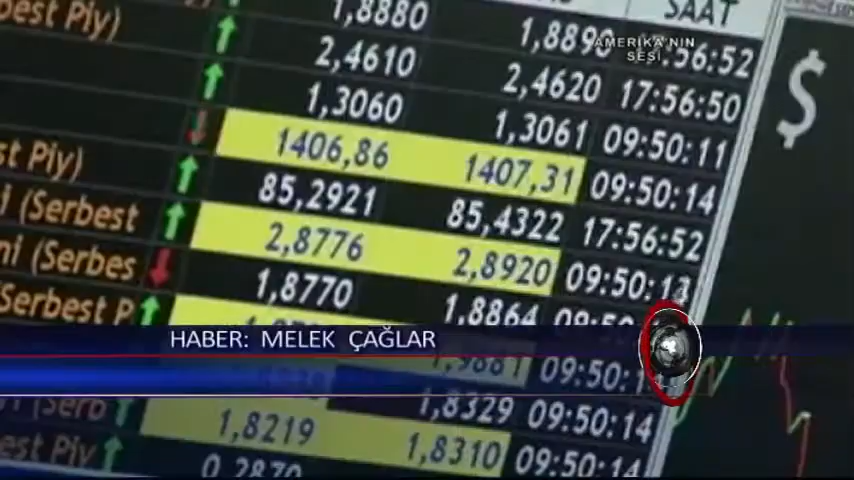 SAAT
best Piy) 1,8880 1,8890 :56:52
AMERİKA'NIN
SESİ
2,4610 2,4620 17:56:50
1,3060 1,3061 09:50:11
1406,86 1407,31 09:50:14
st Piy) 85,2921 85,4322 17:56:52
i (Serbest 2,8776 2,8920 09:50:13
ni (Serbes 1,8770 1,8864 09:50
Serbest P
HABER: MELEK ÇAĞLAR
09:50:14
(Serb 1,8329 09:50:14
est Piy 1,8219 1,8310 09:50:14
0,2870
$